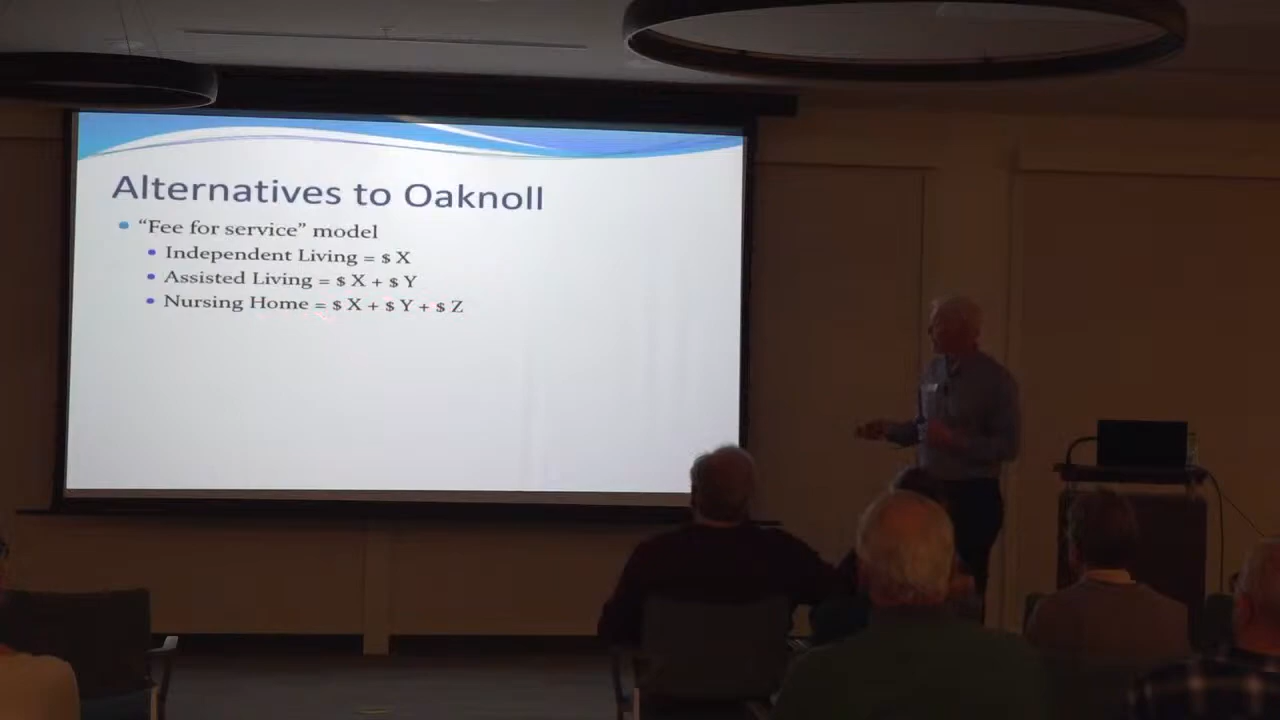 Alternatives to Oaknoll
“Fee for service” model
Independent Living = $ X
Assisted Living = $ X + $ Y
Nursing Home = $ X + $ Y + $ Z